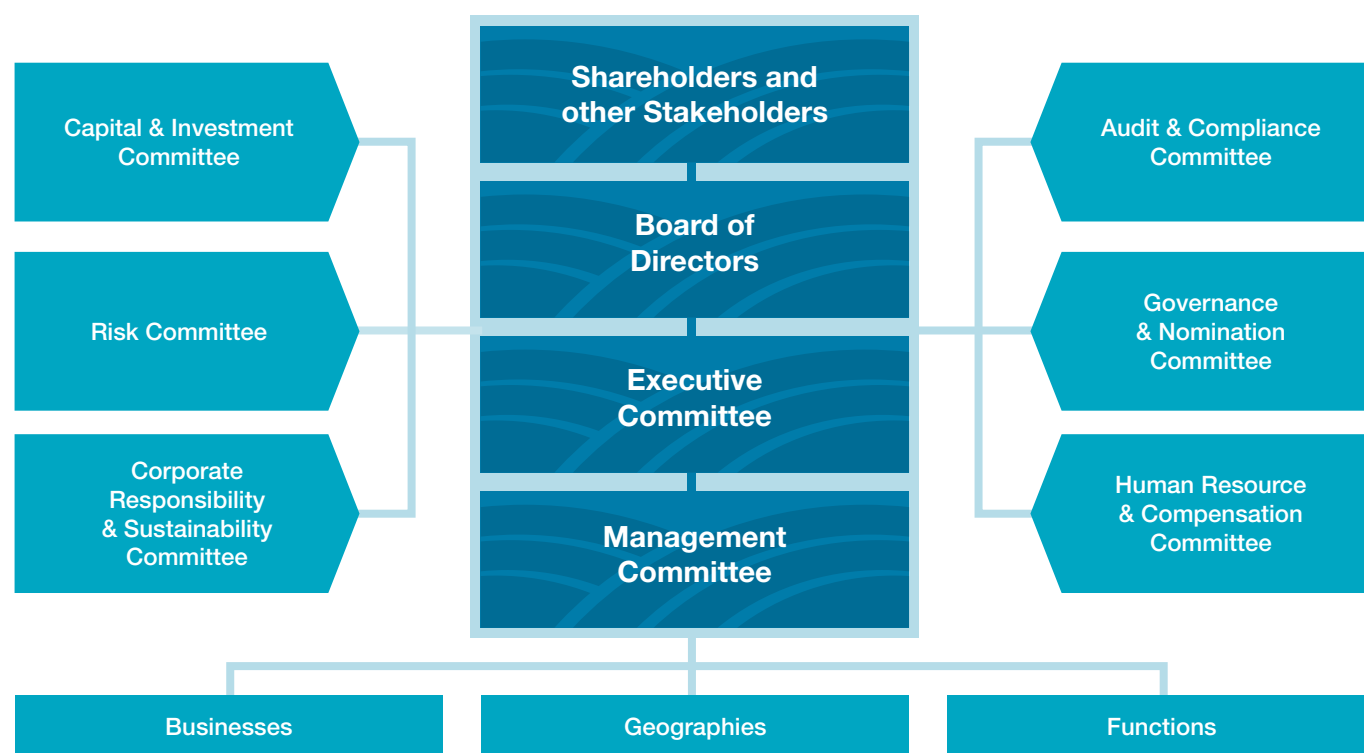 Shareholders and
other Stakeholders
Capital & Investment
Committee
Audit & Compliance
Committee
Board of
Directors
Risk Committee
Governance
& Nomination
Committee
Executive
Committee
Corporate
Responsibility
& Sustainability
Committee
Human Resource
& Compensation
Committee
Management
Committee
Businesses
Geographies
Functions